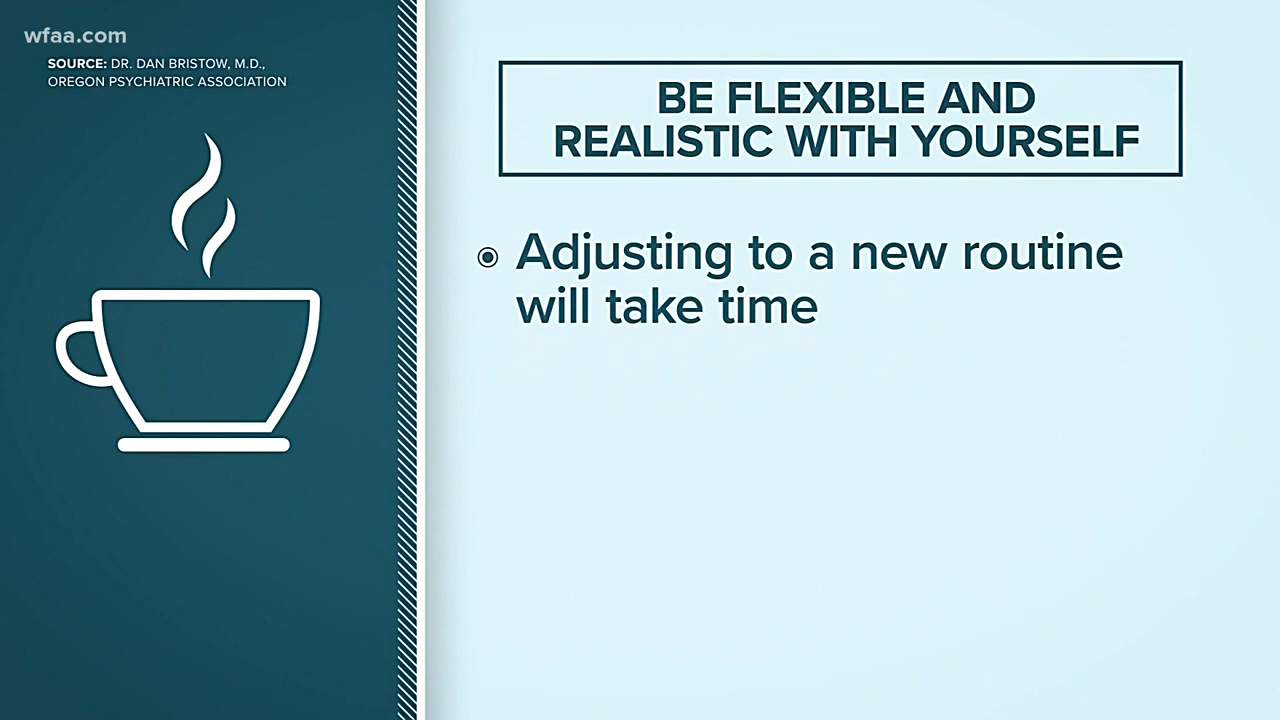 wfaa.com
SOURCE: DR. DAN BRISTOW, M.D.,
OREGON PSYCHIATRIC ASSOCIATION
BE FLEXIBLE AND
REALISTIC WITH YOURSELF
Adjusting to a new routine
will take time